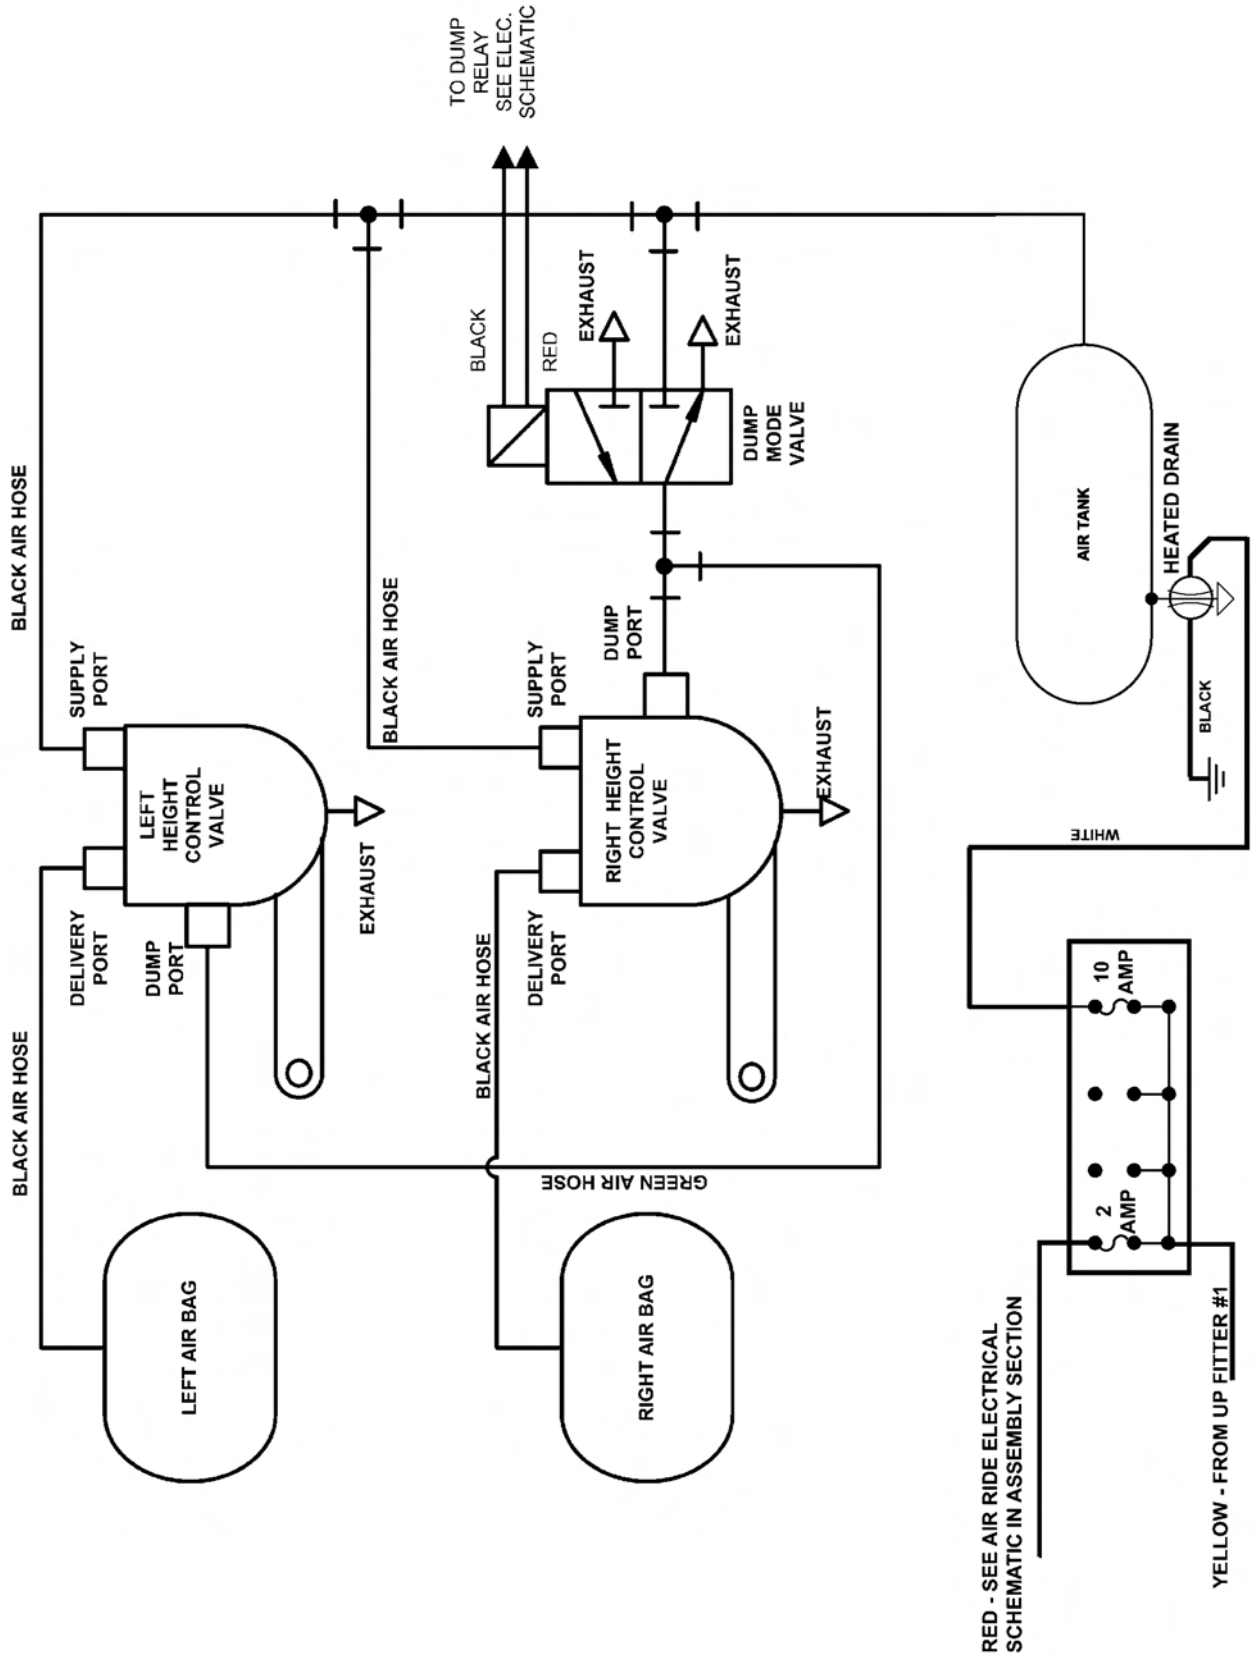 TO DUMP
RELAY
SEE ELEC.
SCHEMATIC
BLACK
RED
EXHAUST
EXHAUST
DUMP
MODE
VALVE
BLACK AIR HOSE
BLACK AIR HOSE
SUPPLY
PORT
LEFT
HEIGHT
CONTROL
VALVE
DELIVERY
PORT
DUMP
PORT
EXHAUST
BLACK AIR HOSE
LEFT AIR BAG
SUPPLY
PORT
DUMP
PORT
RIGHT HEIGHT
CONTROL
VALVE
DELIVERY
PORT
EXHAUST
BLACK AIR HOSE
GREEN AIR HOSE
RIGHT AIR BAG
AIR TANK
HEATED DRAIN
BLACK
WHITE
10
AMP
2
AMP
RED - SEE AIR RIDE ELECTRICAL
SCHEMATIC IN ASSEMBLY SECTION
YELLOW - FROM UP FITTER #1